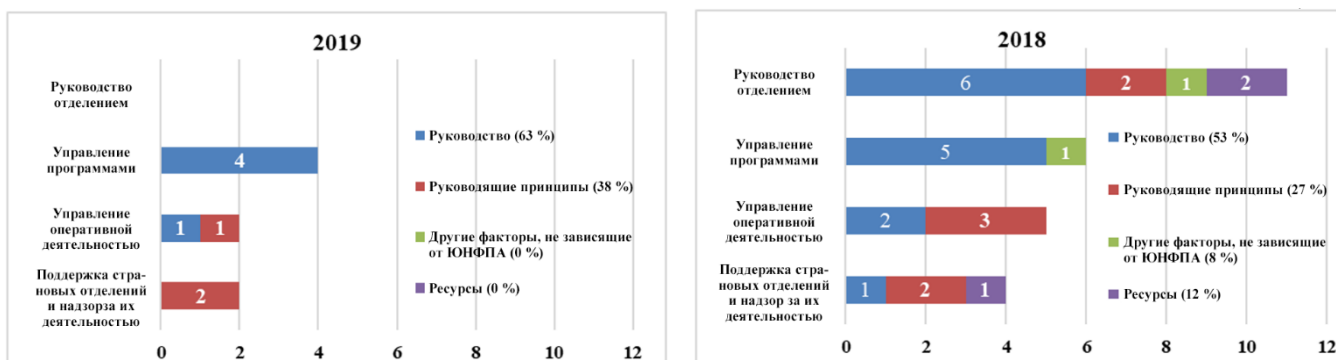 2019
Руководство
отделением
Управление
программами
4
Управление
оперативной
деятельностью
1 1
Поддержка стра-
новых отделений
и надзорза их
деятельностью
2
Руководство (63 %)
Руководящие принципы (38 %)
Другие факторы, не зависящие
от ЮНФПА (0 %)
Ресурсы (0 %)
0 2 4 6 8 10 12
2018
Руководство
отделением
6 2 1 2
Управление
программами
5 1
Управление
оперативной
деятельностью
2 3
Поддержка стра-
новых отделений
и надзор за их
деятельностью
1 2 1
Руководство (53 %)
Руководящие принципы (27 %)
Другие факторы, не зависящие
от ЮНФПА (8 %)
Ресурсы (12 %)
0 2 4 6 8 10 12